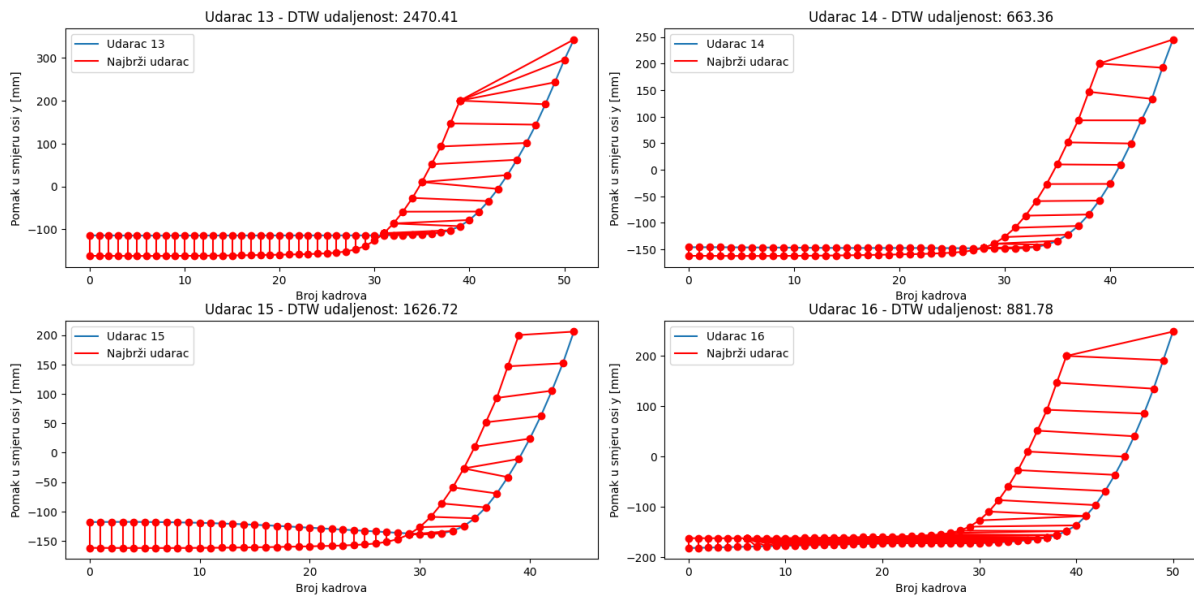 Udarac 13 - DTW udaljenost: 2470.41
Pomak u smjeru osi y [mm]
300
200
100
0
−100
Udarac 13
Najbrži udarac
0 10 20 30 40 50
Broj kadrova
Udarac 14 - DTW udaljenost: 663.36
Pomak u smjeru osi y [mm]
250
200
150
100
50
0
−50
−100
−150
Udarac 14
Najbrži udarac
0 10 20 30 40
Broj kadrova
Udarac 15 - DTW udaljenost: 1626.72
Pomak u smjeru osi y [mm]
200
150
100
50
0
−50
−100
−150
Udarac 15
Najbrži udarac
0 10 20 30 40
Broj kadrova
Udarac 16 - DTW udaljenost: 881.78
Pomak u smjeru osi y [mm]
200
100
0
−100
−200
Udarac 16
Najbrži udarac
0 10 20 30 40 50
Broj kadrova